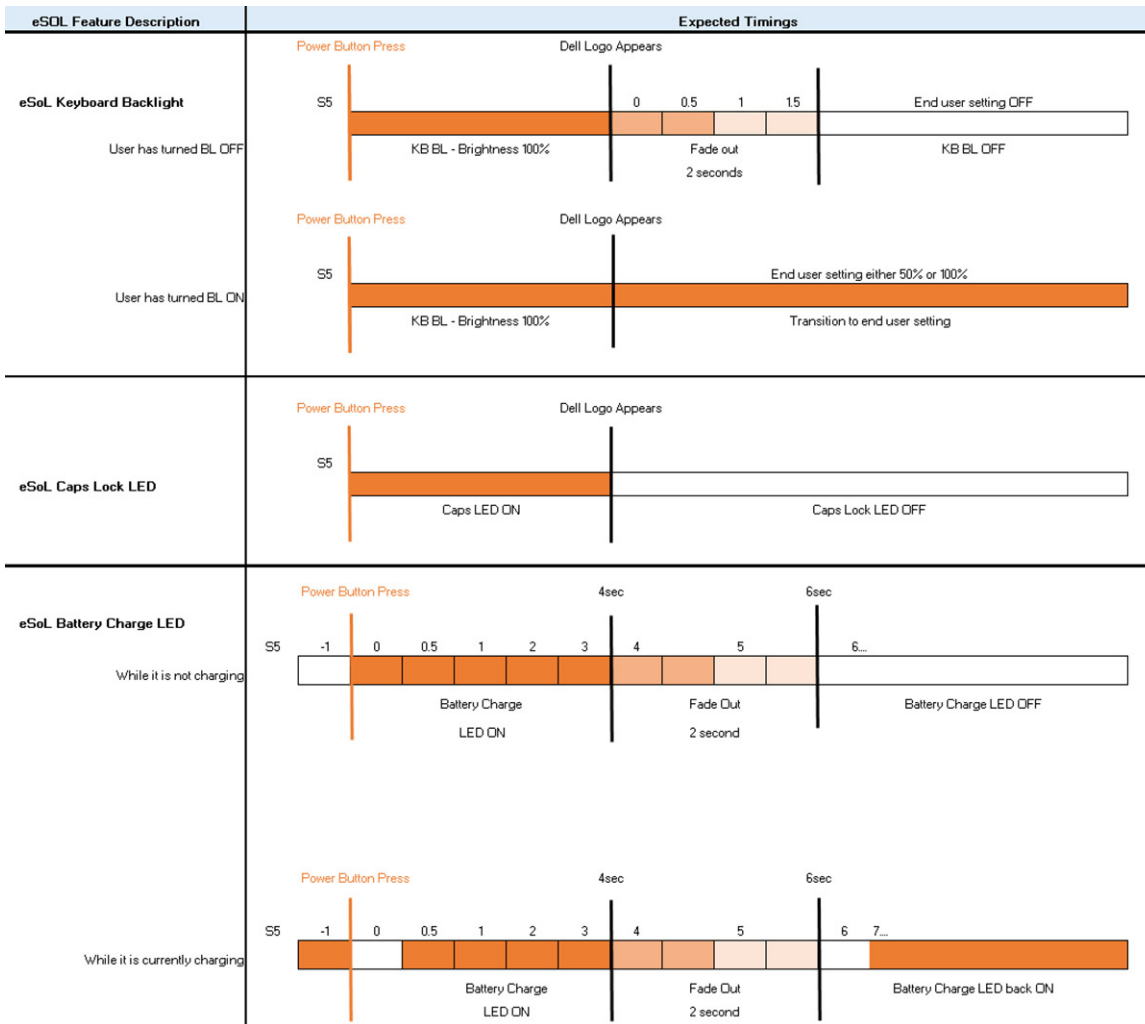 eSOL Feature Description
Expected Timings
Power Button Press
Dell Logo Appears
eSoL Keyboard Backlight
S5
0 0.5 1 1.5
End user setting OFF
User has turned BL OFF
KB BL - Brightness 100%
Fade out
KB BL OFF
2 seconds
Power Button Press
Dell Logo Appears
S5
End user setting either 50% or 100%
User has turned BL ON
KB BL - Brightness 100%
Transition to end user setting
Power Button Press
Dell Logo Appears
S5
eSoL Caps Lock LED
Caps LED ON
Caps Lock LED OFF
Power Button Press
4sec
6sec
eSoL Battery Charge LED
S5
-1 0 0.5 1 2 3 4 5 6....
While it is not charging
Battery Charge
Fade Out
Battery Charge LED OFF
LED ON
2 second
Power Button Press
4sec
6sec
S5
-1 0 0.5 1 2 3 4 5 6 7....
While it is currently charging
Battery Charge
Fade Out
Battery Charge LED back ON
LED ON
2 second